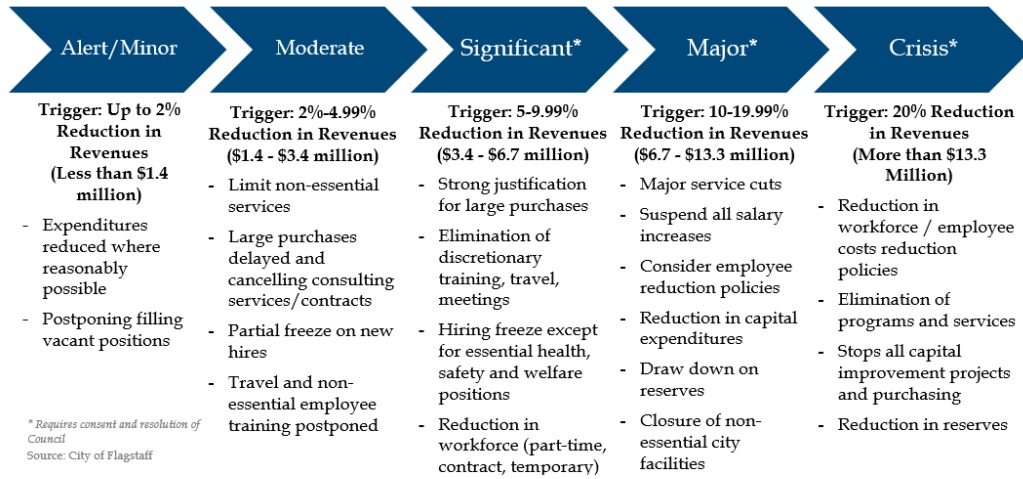 Alert/Minor
Moderate
Significant*
Major*
Crisis*
Trigger: Up to 2%
Reduction in
Revenues
(Less than $1.4
million)
- Expenditures
reduced where
reasonably
possible
- Postponing filling
vacant positions
Trigger: 2%-4.99%
Reduction in Revenues
($1.4 - $3.4 million)
- Limit non-essential
services
- Large purchases
delayed and
cancelling consulting
services/contracts
- Partial freeze on new
hires
- Travel and non-
essential employee
training postponed
Trigger: 5-9.99%
Reduction in Revenues
($3.4 - $6.7 million)
- Strong justification
for large purchases
- Elimination of
discretionary
training, travel,
meetings
- Hiring freeze except
for essential health,
safety and welfare
positions
- Reduction in
workforce (part-time,
contract, temporary)
Trigger: 10-19.99%
Reduction in Revenues
($6.7 - $13.3 million)
- Major service cuts
- Suspend all salary
increases
- Consider employee
reduction policies
- Reduction in capital
expenditures
- Draw down on
reserves
- Closure of non-
essential city
facilities
Trigger: 20% Reduction
in Revenues
(More than $13.3
Million)
- Reduction in
workforce / employee
costs reduction
policies
- Elimination of
programs and services
- Stops all capital
improvement projects
and purchasing
- Reduction in reserves
* Requires consent and resolution of
Council
Source: City of Flagstaff